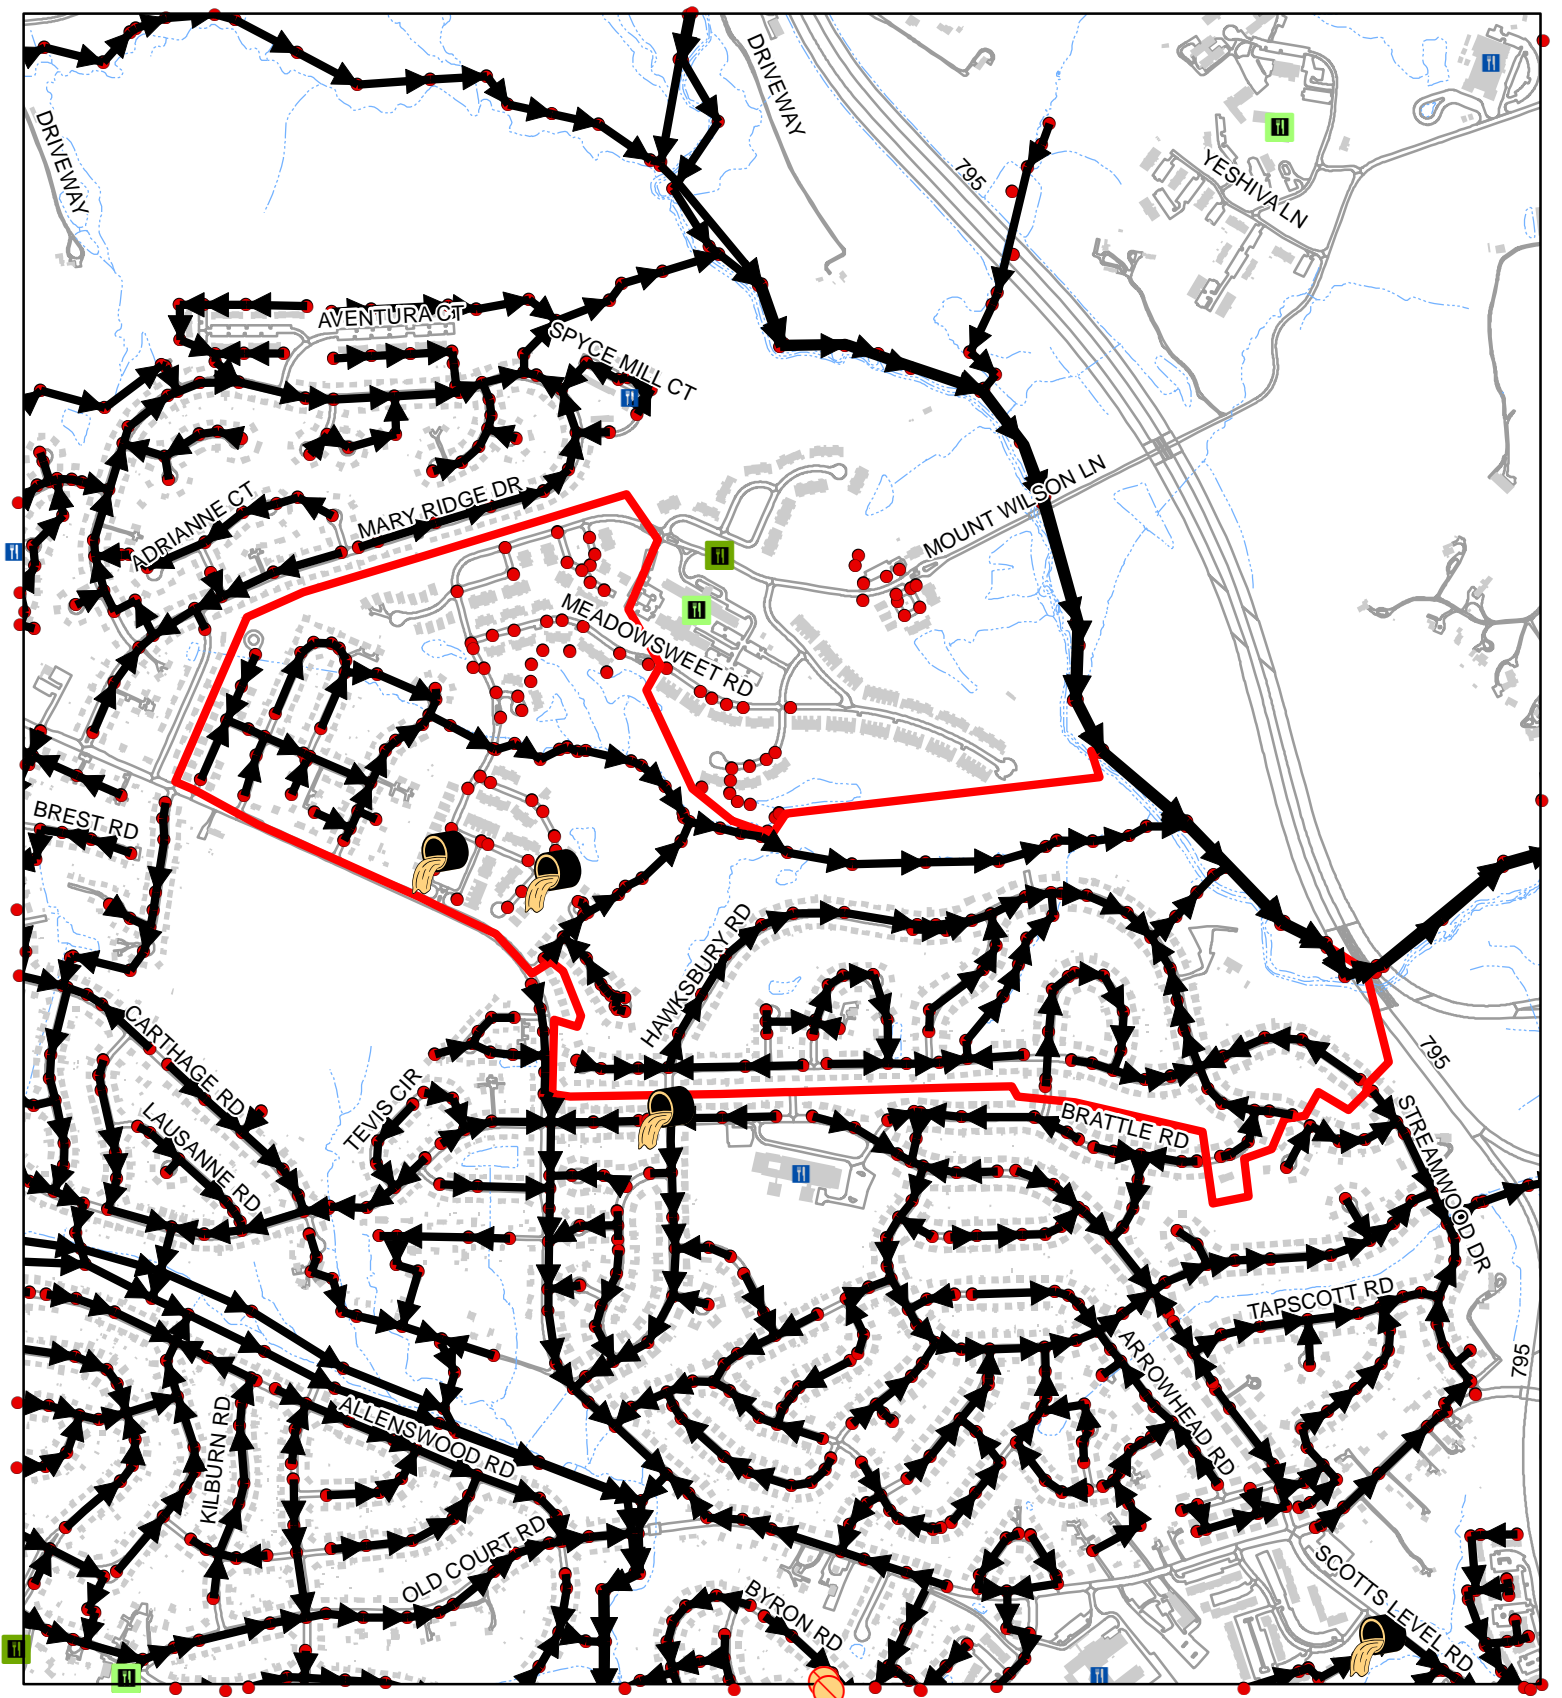 DRIVEWAY
DRIVEWAY
795
YESHIVA LN
AVENTURA CT
SPYCE MILL CT
MOUNT WILSON LN
MARY RIDGE DR
ADRIANNE CT
MEADOWSWEET RD
BREST RD
HAWKSBURY RD
CARTHAGE RD
795
TEVIS CIR
LAUSANNE RD
BRATTLE RD
STREAMWOOD DR
TAPSCOTT RD
ARROWHEAD RD
795
KILBURN RD
ALLENSWOOD RD
OLD COURT RD
BYRON RD
SCOTTS LEVEL RD